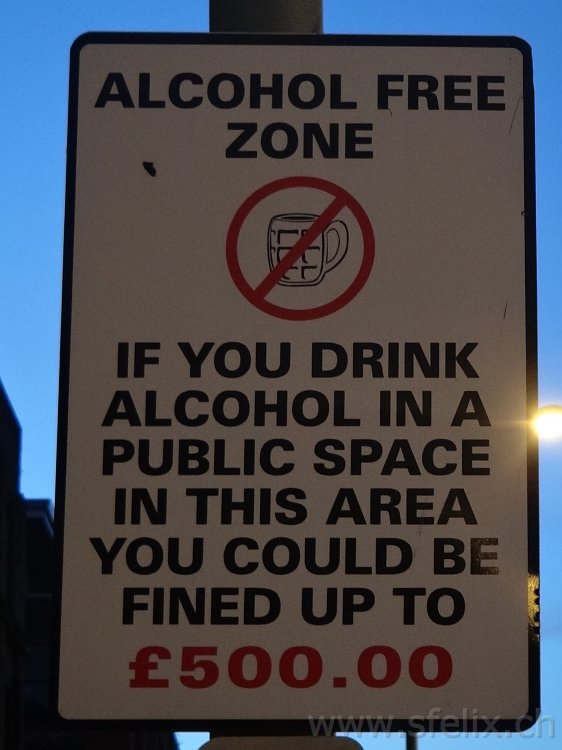 ALCOHOL FREE
ZONE
IF YOU DRINK
ALCOHOL IN A
PUBLIC SPACE
IN THIS AREA
YOU COULD BE
FINED UP TO
£500.00
www.sfelix.ch